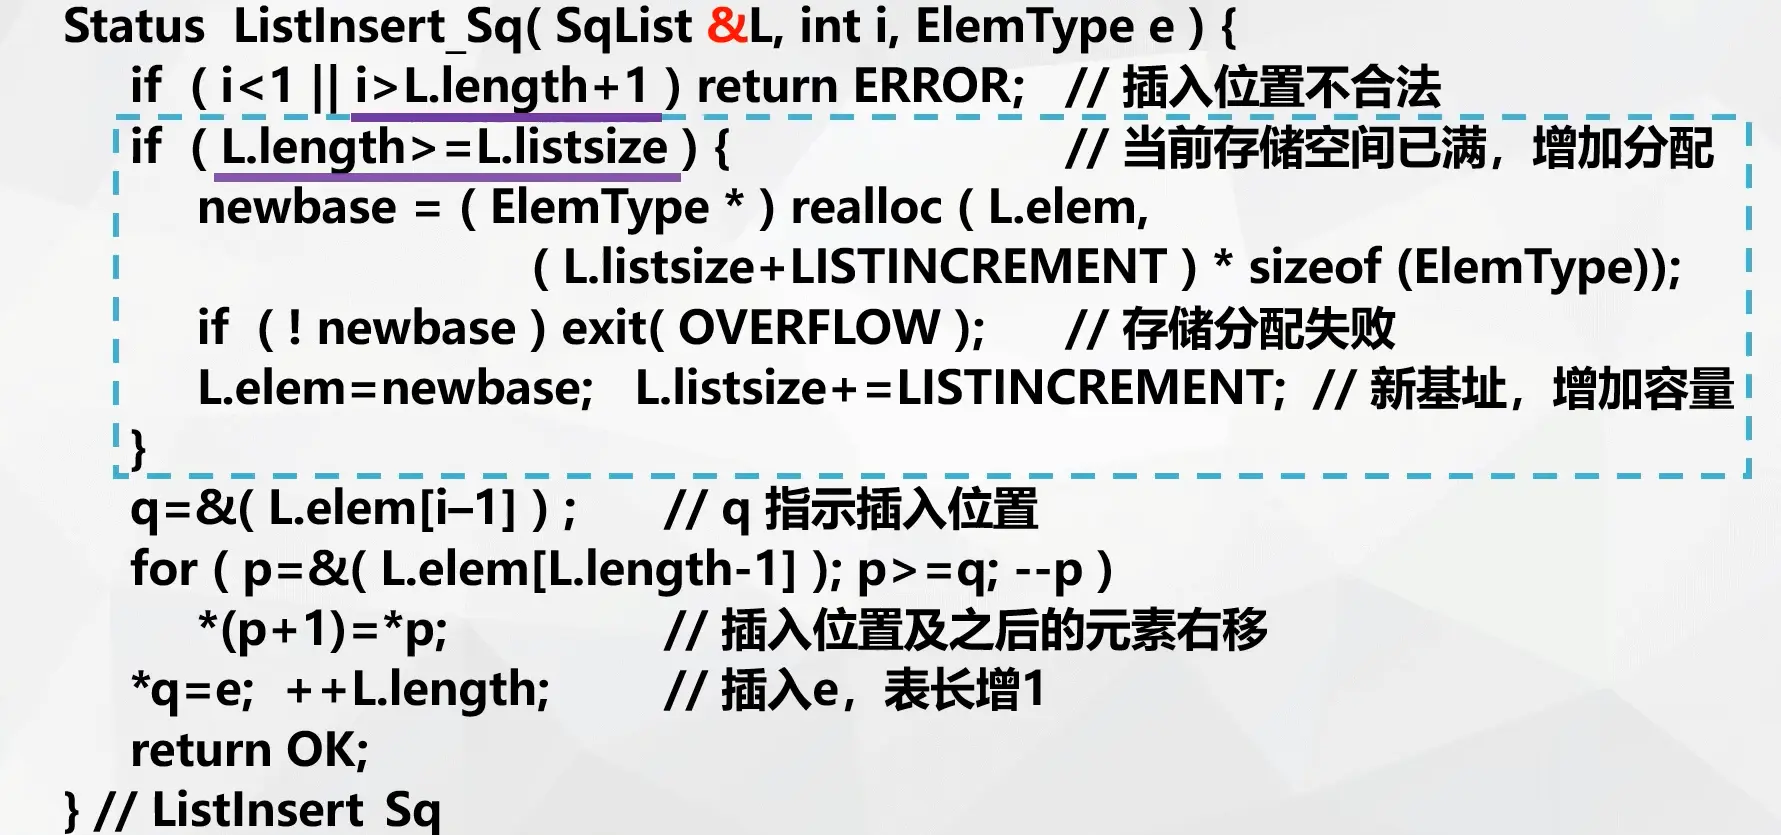 Status ListInsert_Sq( SqList &L, int i, ElemType e ) {
if ( i<1 || i>L.length+1 ) return ERROR; // 插入位置不合法
if ( L.length>=L.listsize ) { // 当前存储空间已满，增加分配
newbase = ( ElemType * ) realloc ( L.elem,
( L.listsize+LISTINCREMENT ) * sizeof (ElemType));
if ( ! newbase ) exit( OVERFLOW ); // 存储分配失败
L.elem=newbase; L.listsize+=LISTINCREMENT; // 新基址，增加容量
}
q=&( L.elem[i–1] ) ; // q 指示插入位置
for ( p=&( L.elem[L.length-1] ); p>=q; --p )
*(p+1)=*p; // 插入位置及之后的元素右移
*q=e; ++L.length; // 插入e，表长增1
return OK;
} // ListInsert Sq